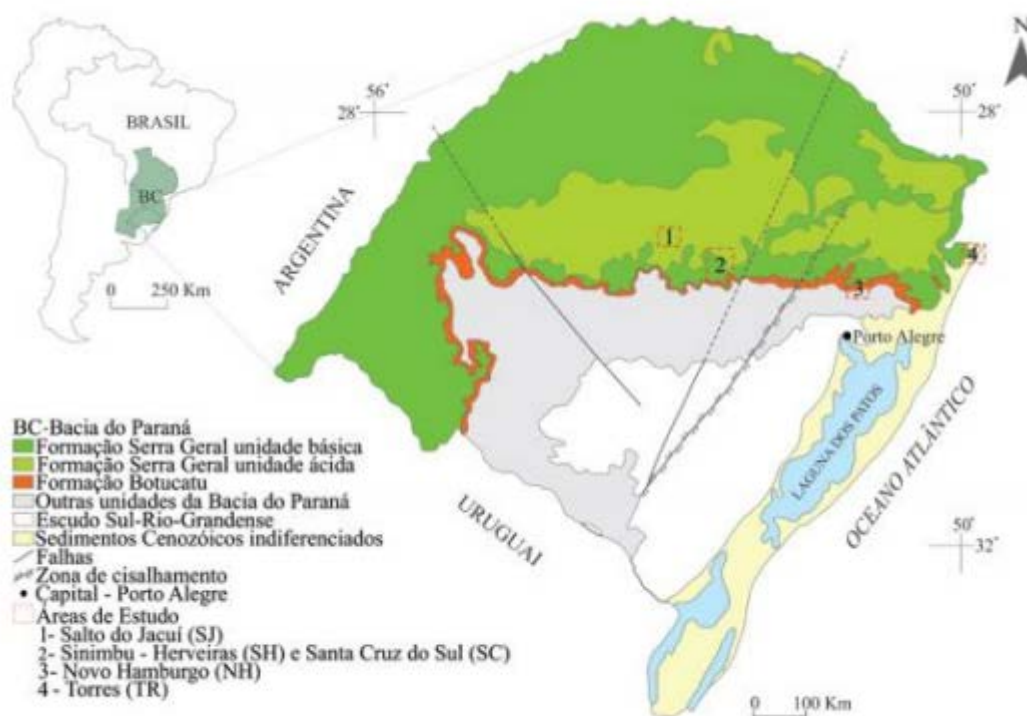 N
56°
28°
50°
28°
BRASIL
BC
ARGENTINA
0 250 Km
1
2
3
4
Porto Alegre
LAGUNA DOS PATOS
OCEANO ATLÂNTICO
URUGUAI
50°
32°
BC-Bacia do Paraná
Formação Serra Geral unidade básica
Formação Serra Geral unidade ácida
Formação Botucatu
Outras unidades da Bacia do Paraná
Escudo Sul-Rio-Grandense
Sedimentos Cenozóicos indiferenciados
Falhas
Zona de cisalhamento
Capital - Porto Alegre
Áreas de Estudo
1- Salto do Jacuí (SJ)
2- Sinimbu - Herveiras (SH) e Santa Cruz do Sul (SC)
3- Novo Hamburgo (NH)
4 - Torres (TR)
0 100 Km